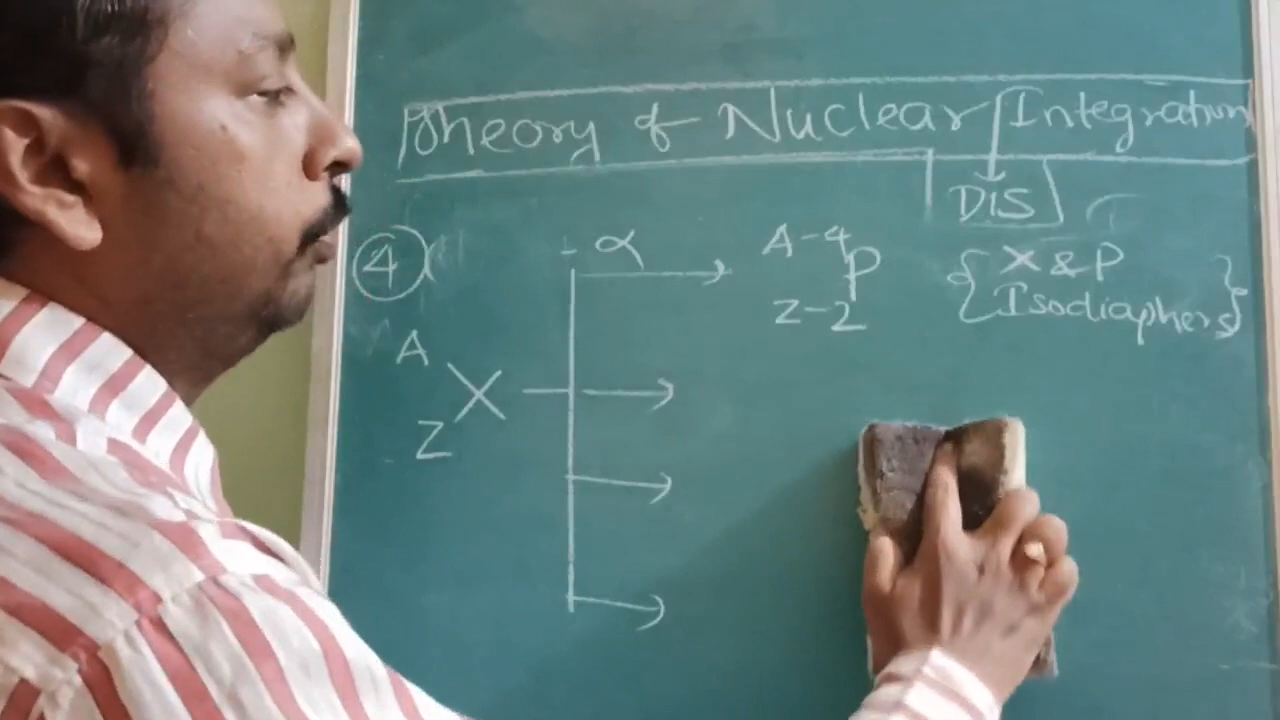 Theory of Nuclear Integration
DIS
④
- α
A-4
P
Z-2
X & P
Isodiaphers
A
X
Z